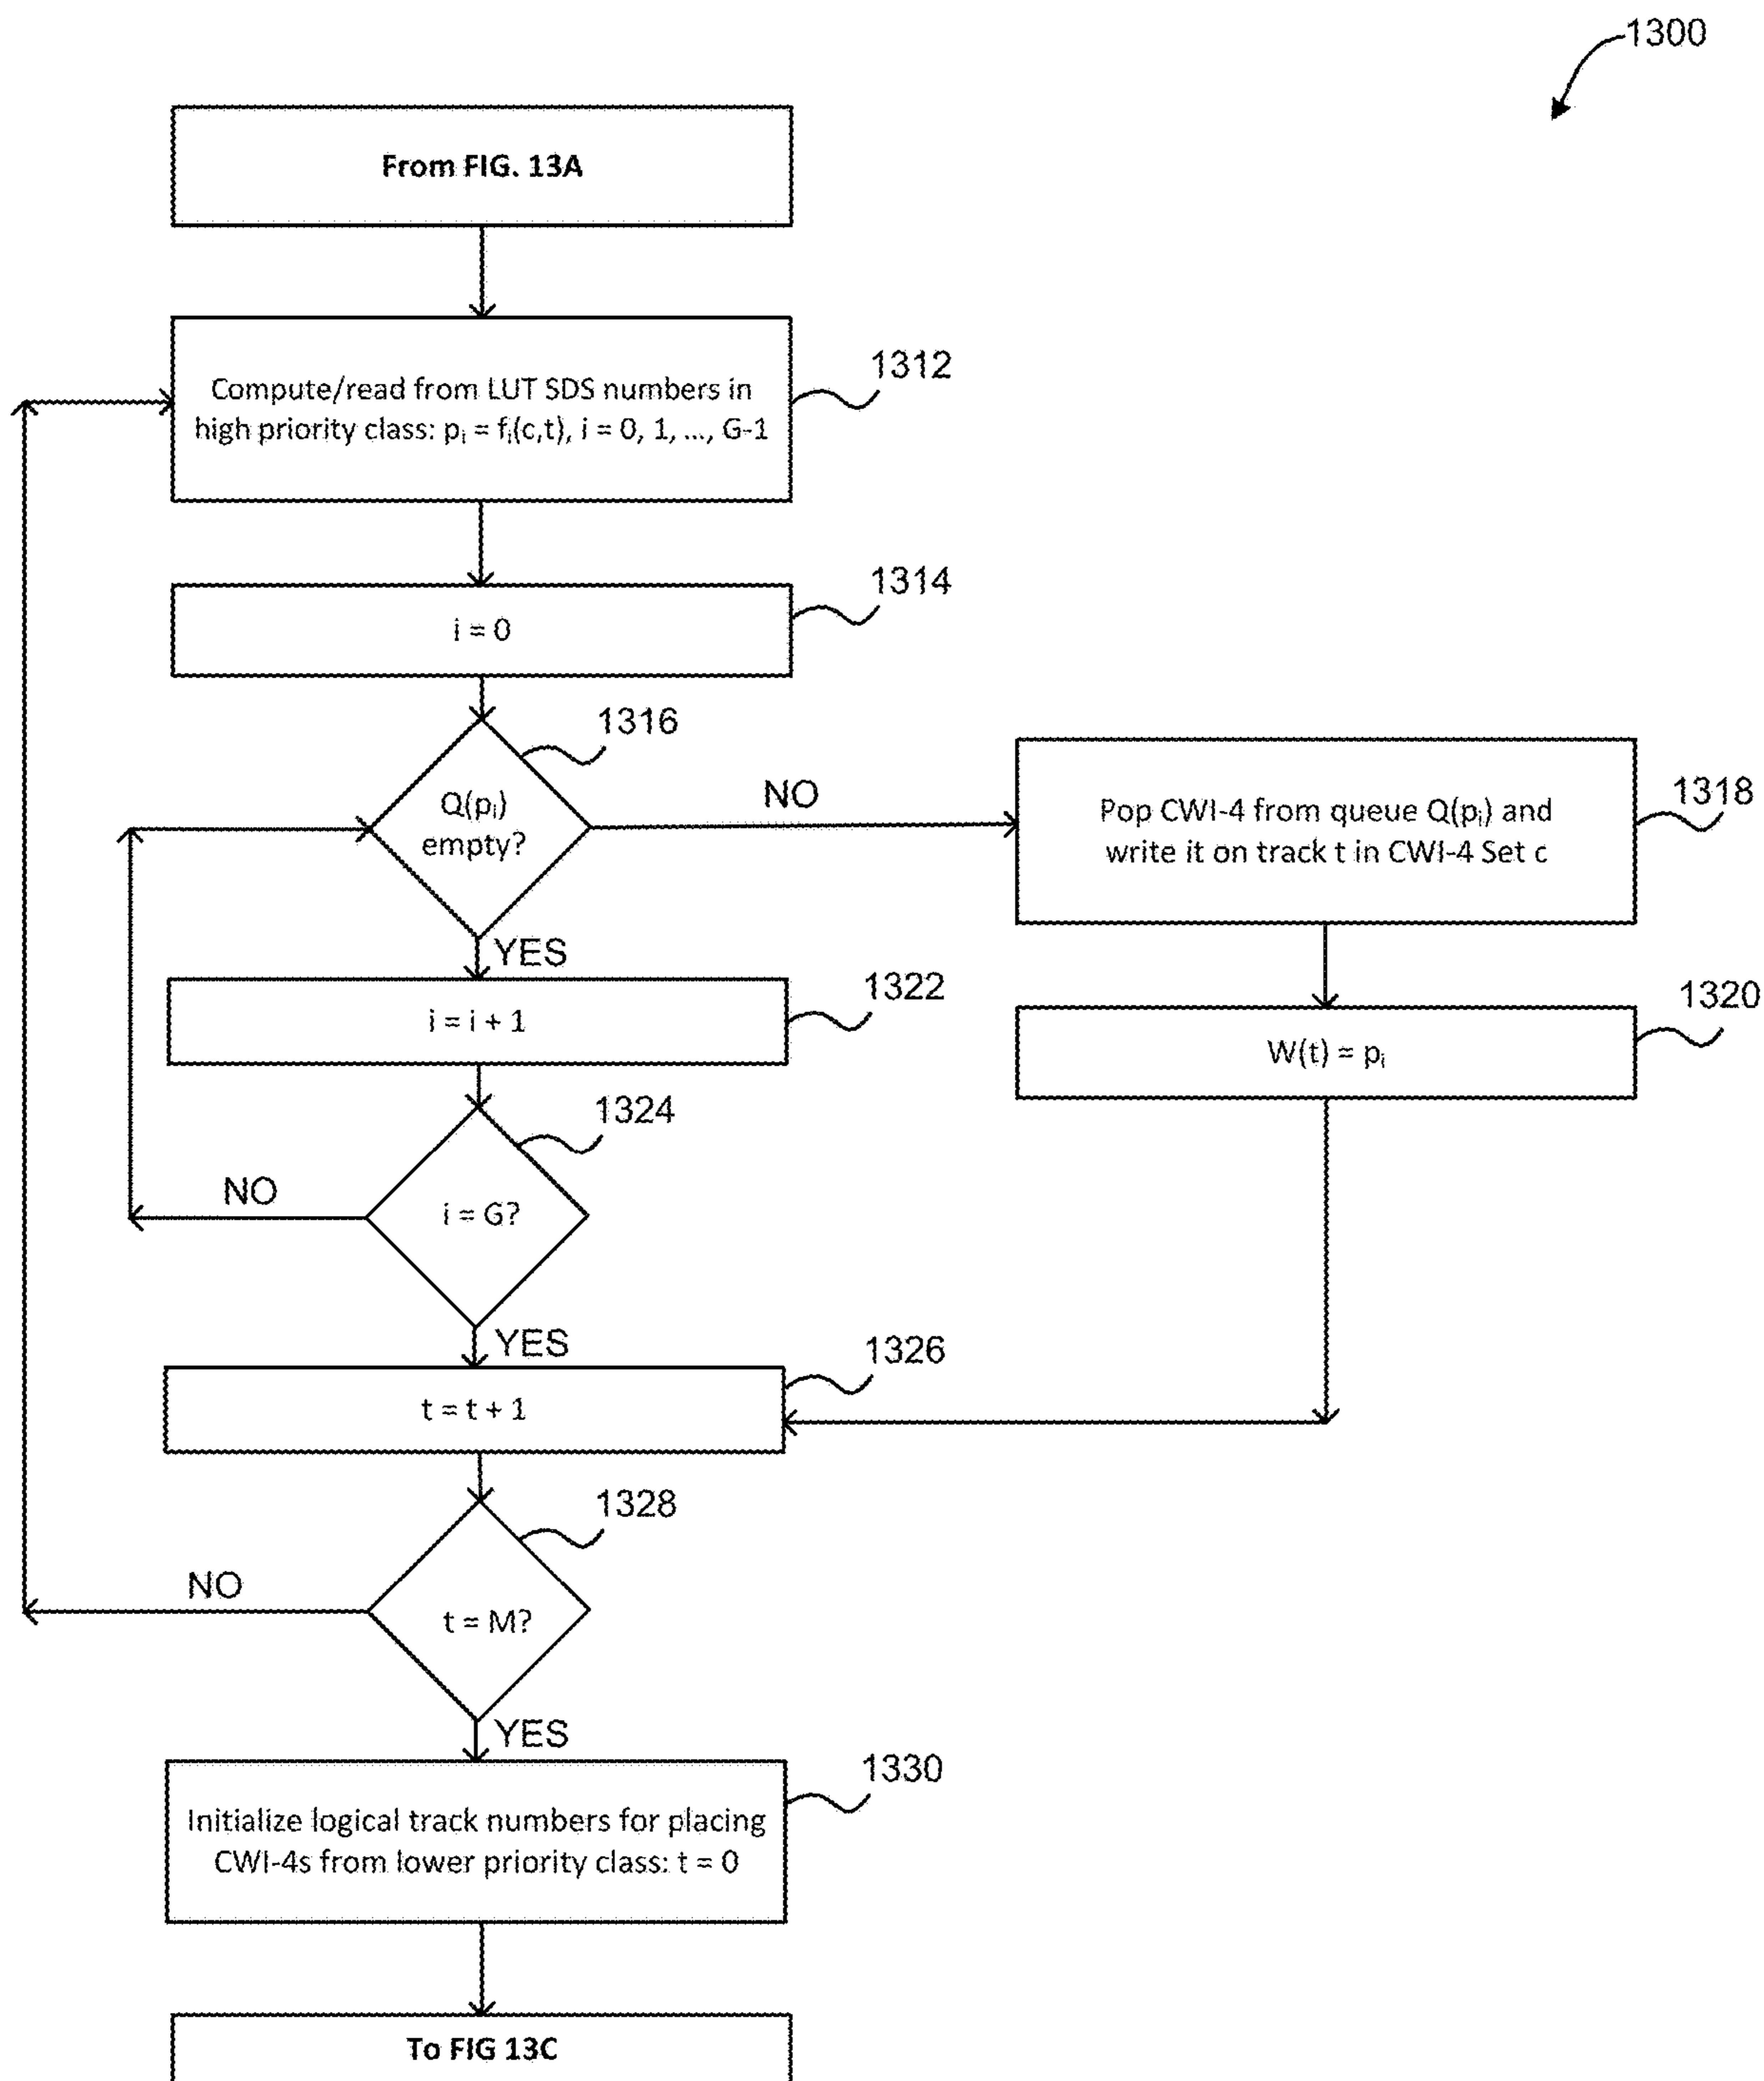 1300
From FIG. 13A
Compute/read from LUT SDS numbers in
high priority class: pᵢ = fᵢ(c,t), i = 0, 1, ..., G-1
1312
i = 0
1314
1316
Q(pᵢ)
empty?
NO
Pop CWI-4 from queue Q(pᵢ) and
write it on track t in CWI-4 Set c
1318
YES
i = i + 1
1322
W(t) = pᵢ
1320
1324
i = G?
NO
YES
t = t + 1
1326
1328
t = M?
NO
YES
Initialize logical track numbers for placing
CWI-4s from lower priority class: t = 0
1330
To FIG 13C